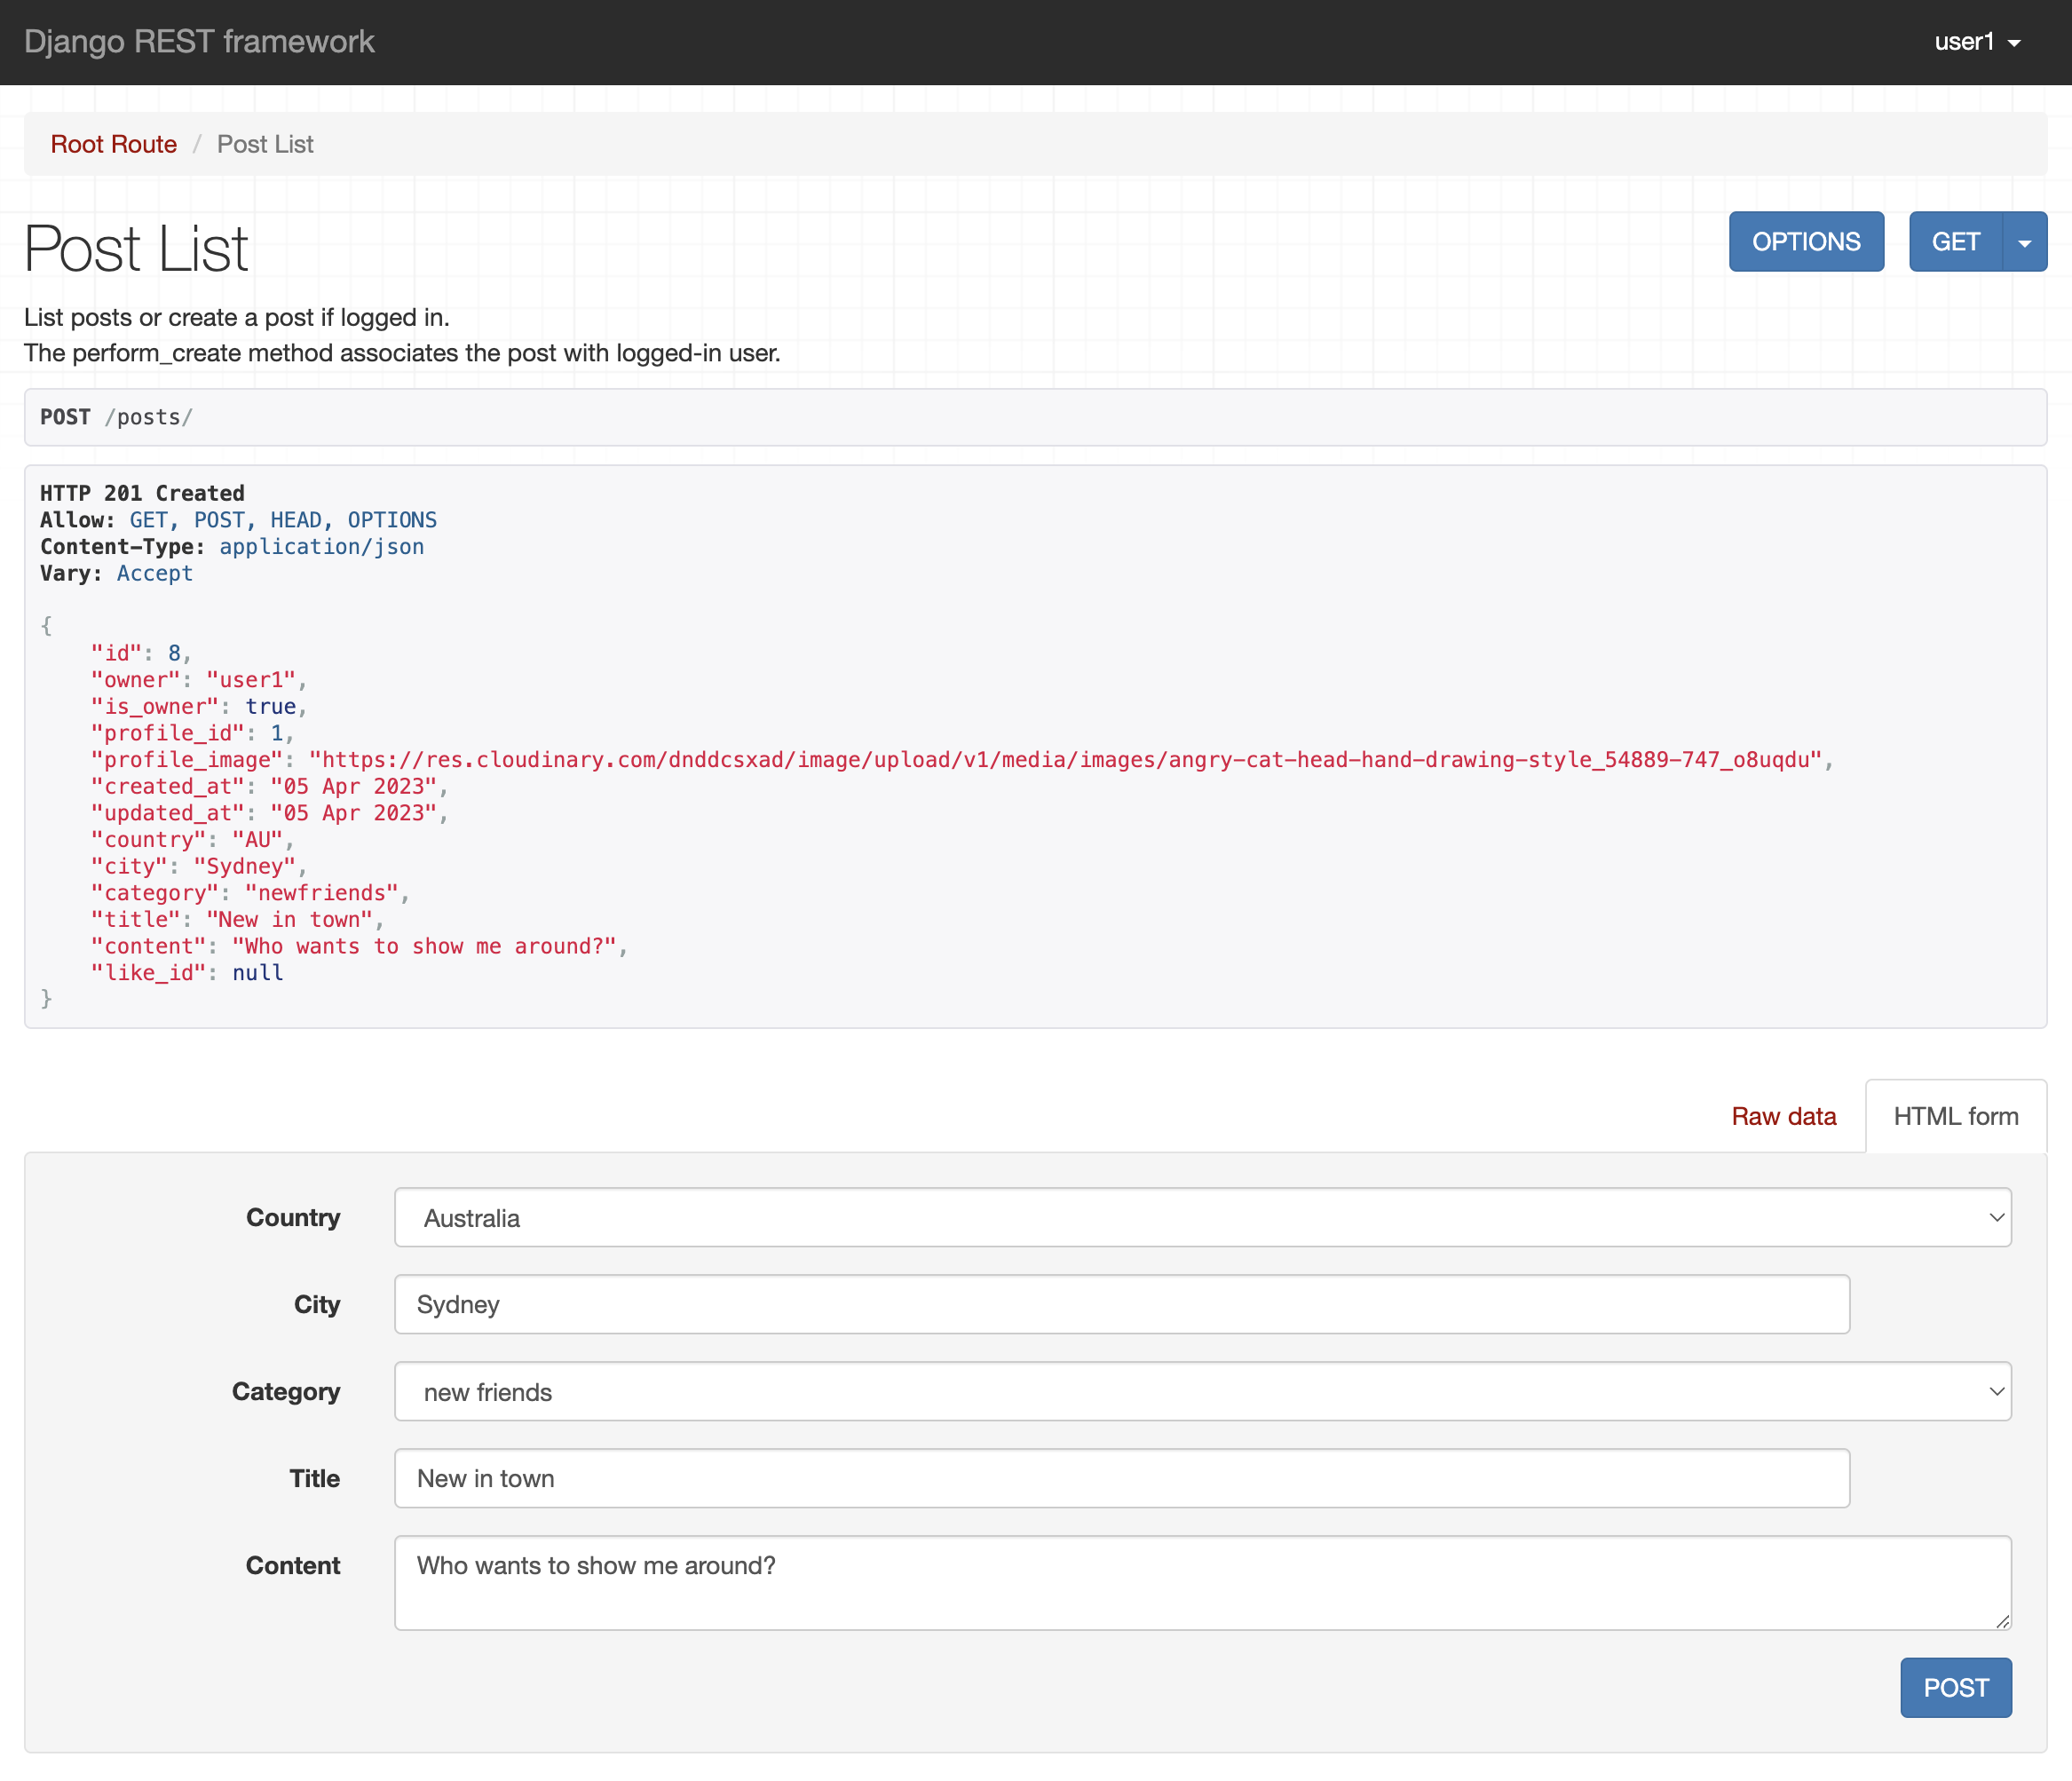 Django REST framework
user1
Root Route / Post List
Post List
OPTIONS
GET
List posts or create a post if logged in.
The perform_create method associates the post with logged-in user.
POST /posts/
HTTP 201 Created
Allow: GET, POST, HEAD, OPTIONS
Content-Type: application/json
Vary: Accept
{
"id": 8,
"owner": "user1",
"is_owner": true,
"profile_id": 1,
"profile_image": "https://res.cloudinary.com/dnddcsxad/image/upload/v1/media/images/angry-cat-head-hand-drawing-style_54889-747_o8uqdu",
"created_at": "05 Apr 2023",
"updated_at": "05 Apr 2023",
"country": "AU",
"city": "Sydney",
"category": "newfriends",
"title": "New in town",
"content": "Who wants to show me around?",
"like_id": null
}
Raw data
HTML form
Country
Australia
City
Sydney
Category
new friends
Title
New in town
Content
Who wants to show me around?
POST